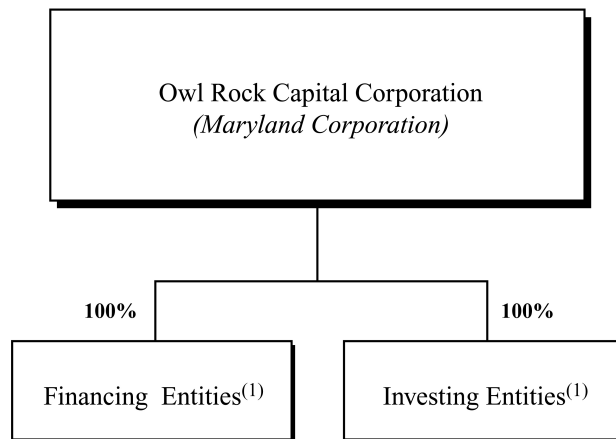 Owl Rock Capital Corporation
(Maryland Corporation)
100%
100%
Financing Entities(1)
Investing Entities(1)